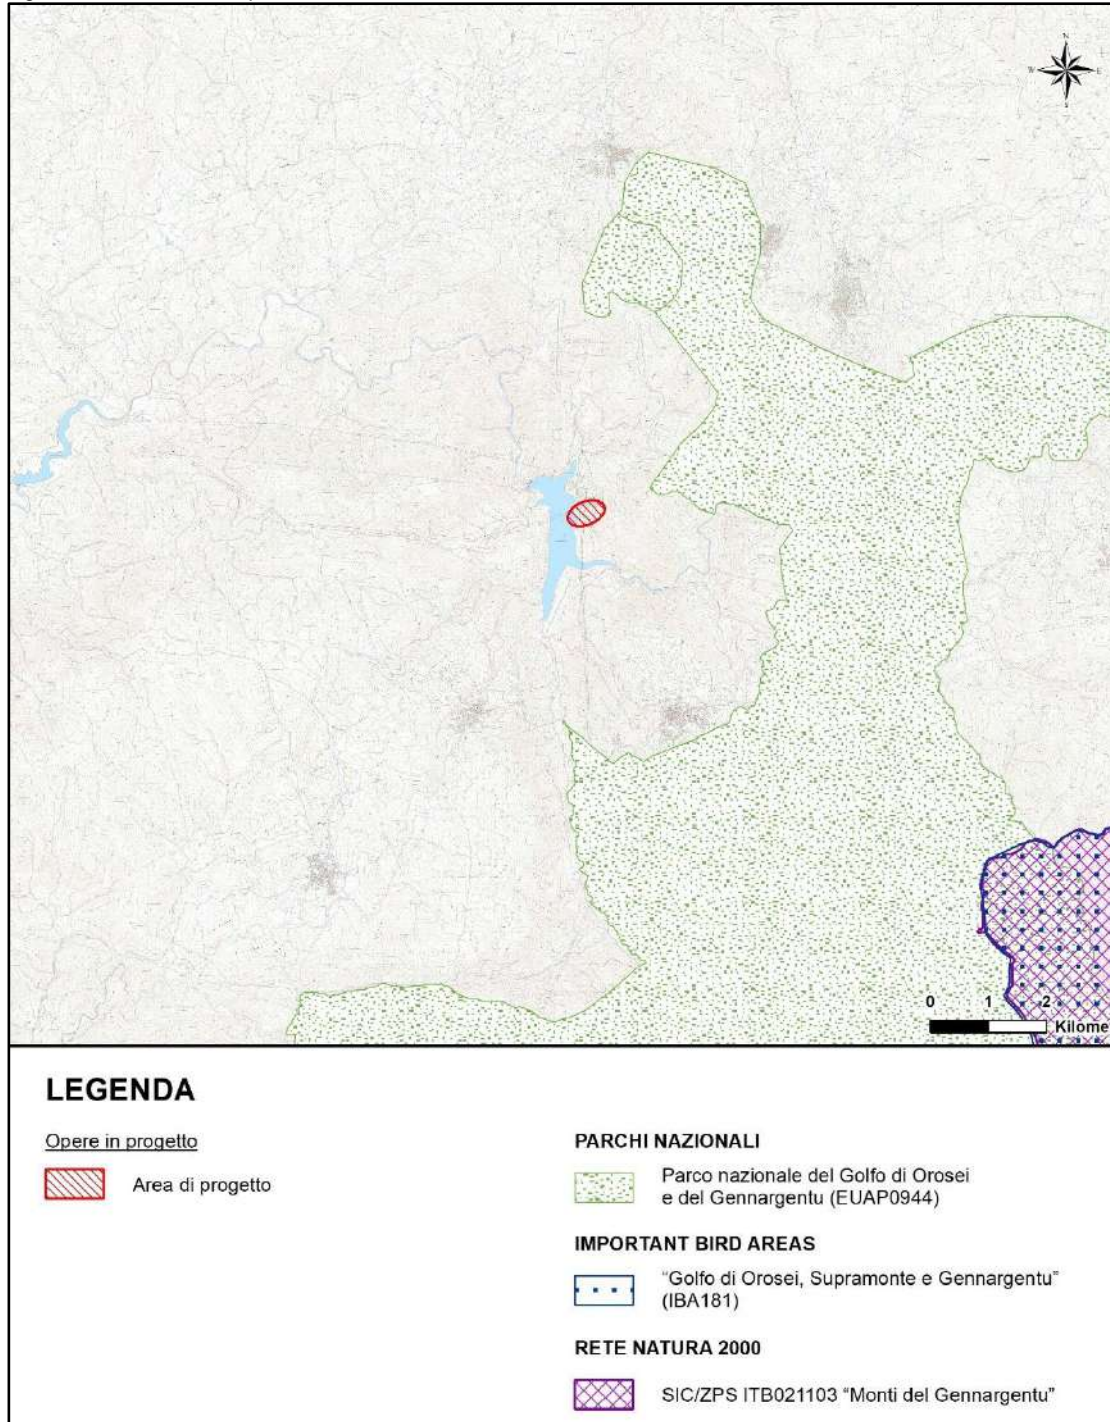 N
W
E
S
0 1 2
Kilome
LEGENDA
Opere in progetto
Area di progetto
PARCHI NAZIONALI
Parco nazionale del Golfo di Orosei
e del Gennargentu (EUAP0944)
IMPORTANT BIRD AREAS
"Golfo di Orosei, Supramonte e Gennargentu"
(IBA181)
RETE NATURA 2000
SIC/ZPS ITB021103 "Monti del Gennargentu"